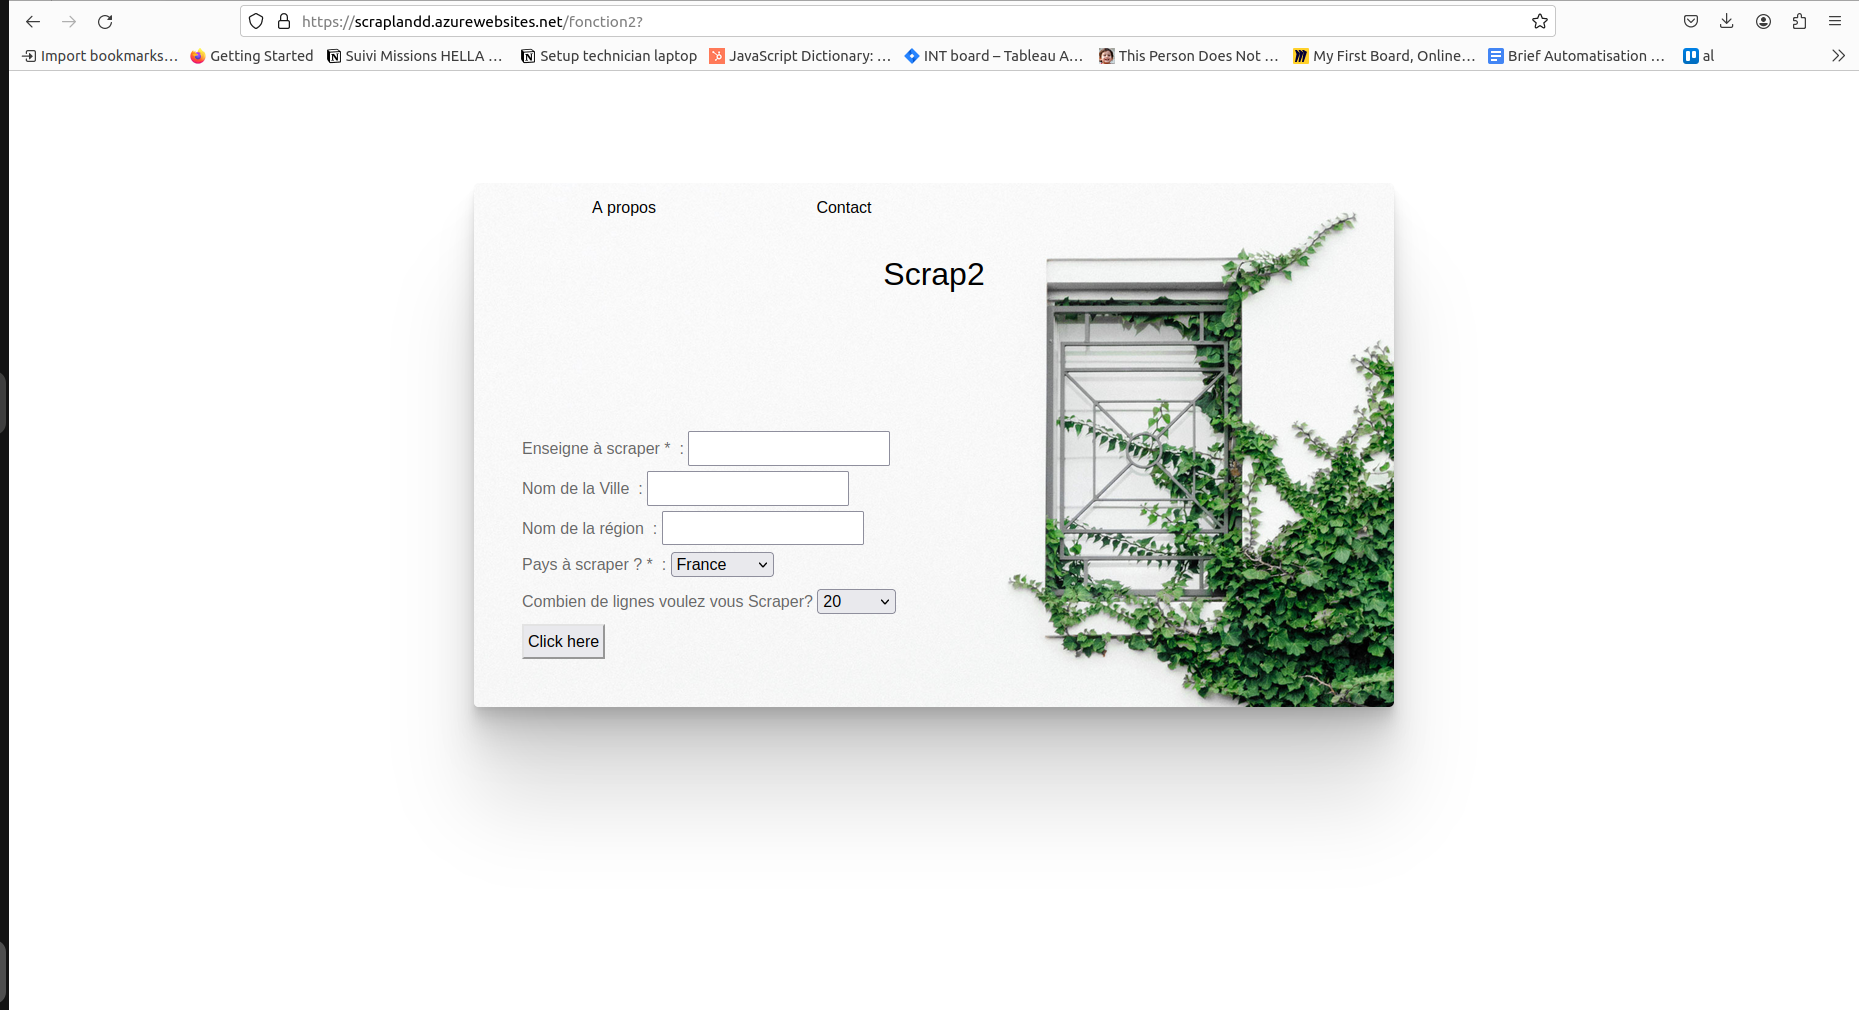 https://scraplandd.azurewebsites.net/fonction2?
Import bookmarks... Getting Started Suivi Missions HELLA ... Setup technician laptop JavaScript Dictionary: ... INT board – Tableau A... This Person Does Not ... My First Board, Online... Brief Automatisation ... al
A propos Contact
Scrap2
Enseigne à scraper * :
Nom de la Ville :
Nom de la région :
Pays à scraper ? * : France
Combien de lignes voulez vous Scraper? 20
Click here